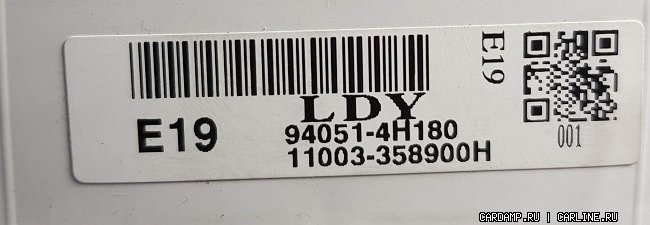 LDY
E19
94051-4H180
11003-358900H
E19
001
CARDAMP.RU | CARLINE.RU